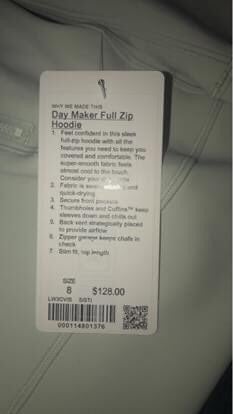 WHY WE MADE THIS
Day Maker Full Zip
Hoodie
1. Feel confident in this sleek
full-zip hoodie with all the
features you need to keep you
covered and comfortable. The
super-smooth fabric feels
almost cool to the touch.
Consider your
2. Fabric is
quick-drying
3. Secure front pockets
4. Thumbholes and Cuffins™ keep
sleeves down and chills out
5. Back vent strategically placed
to provide airflow
6. Zipper garage keeps chafe in
check
7. Slim fit, hip length
SIZE
8 $128.00
LW3CVIS S/STI
000114801376